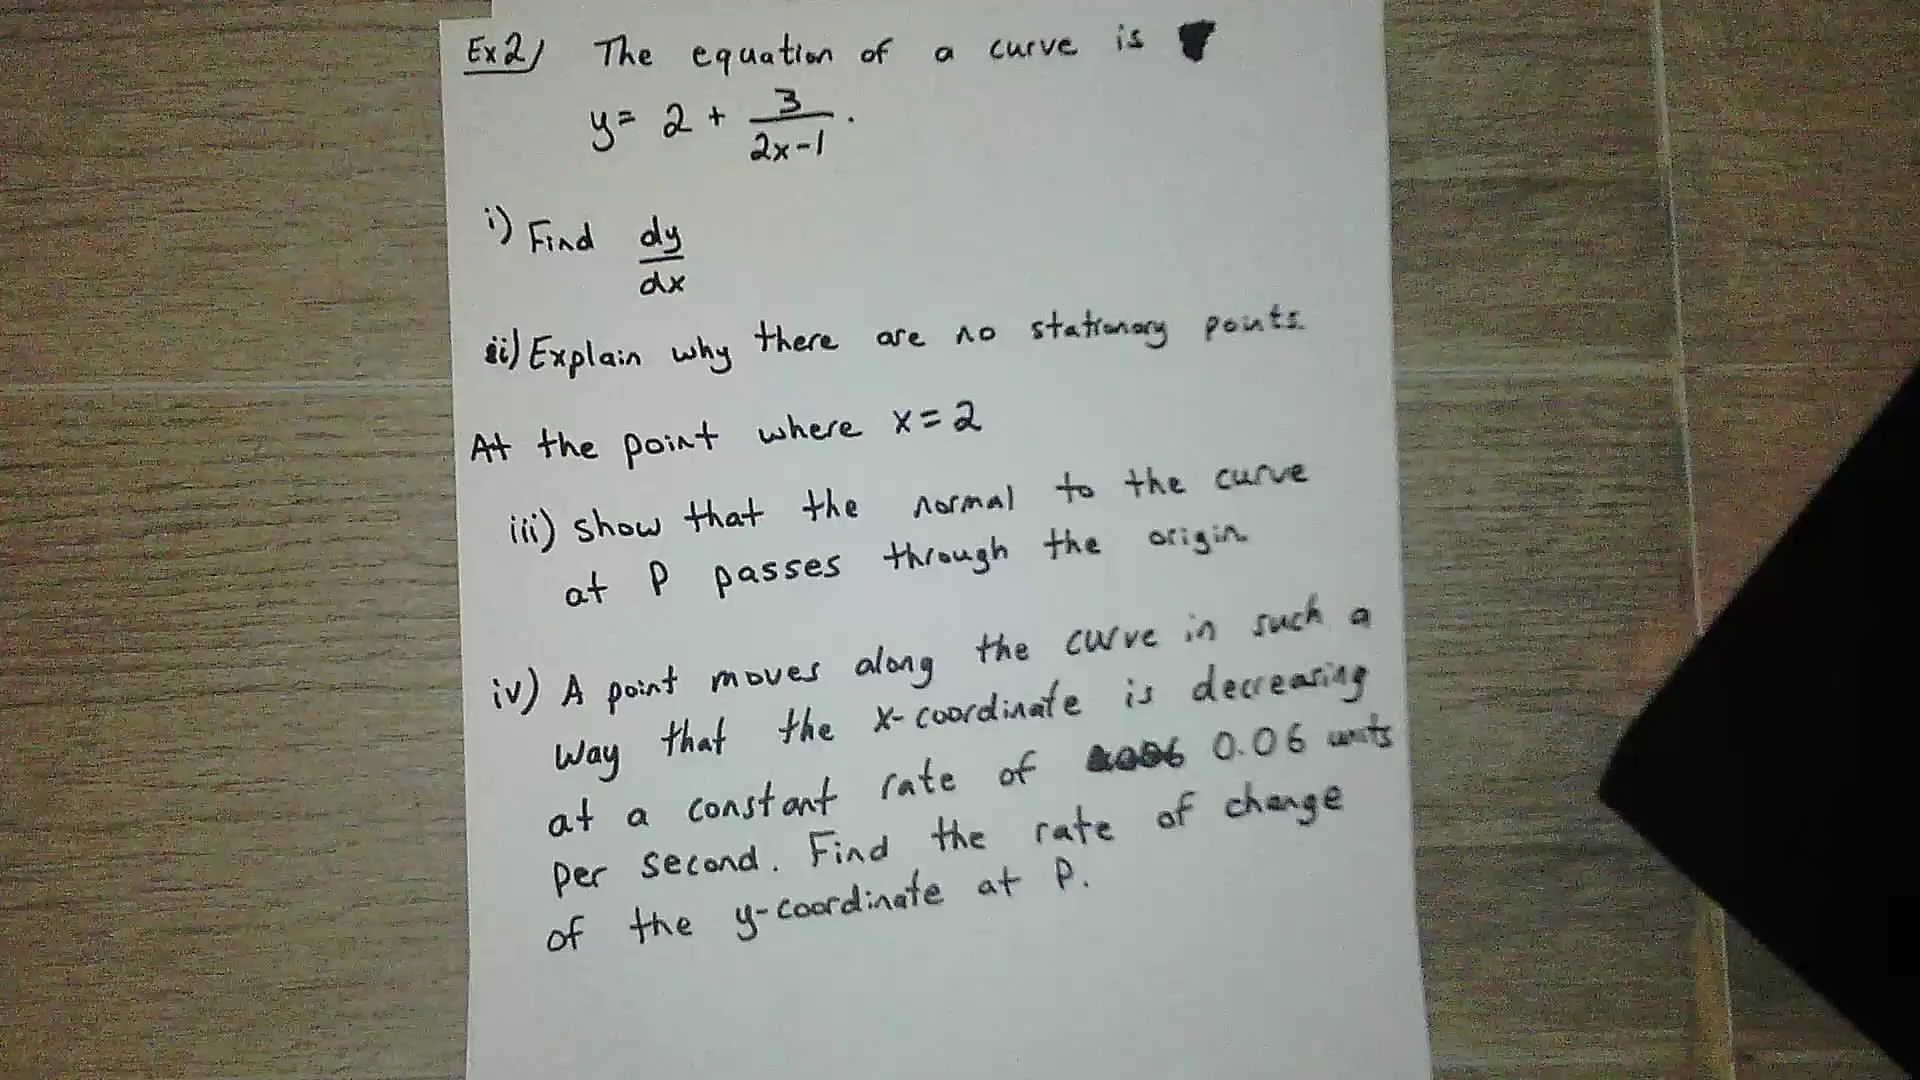 Ex2) The equation of a curve is
y = 2 + 3/(2x-1).
i) Find dy/dx
ii) Explain why there are no stationary points.
At the point where x=2
iii) show that the normal to the curve
at P passes through the origin.
iv) A point moves along the curve in such a
way that the x-coordinate is decreasing
at a constant rate of 0.06 units
per second. Find the rate of change
of the y-coordinate at P.